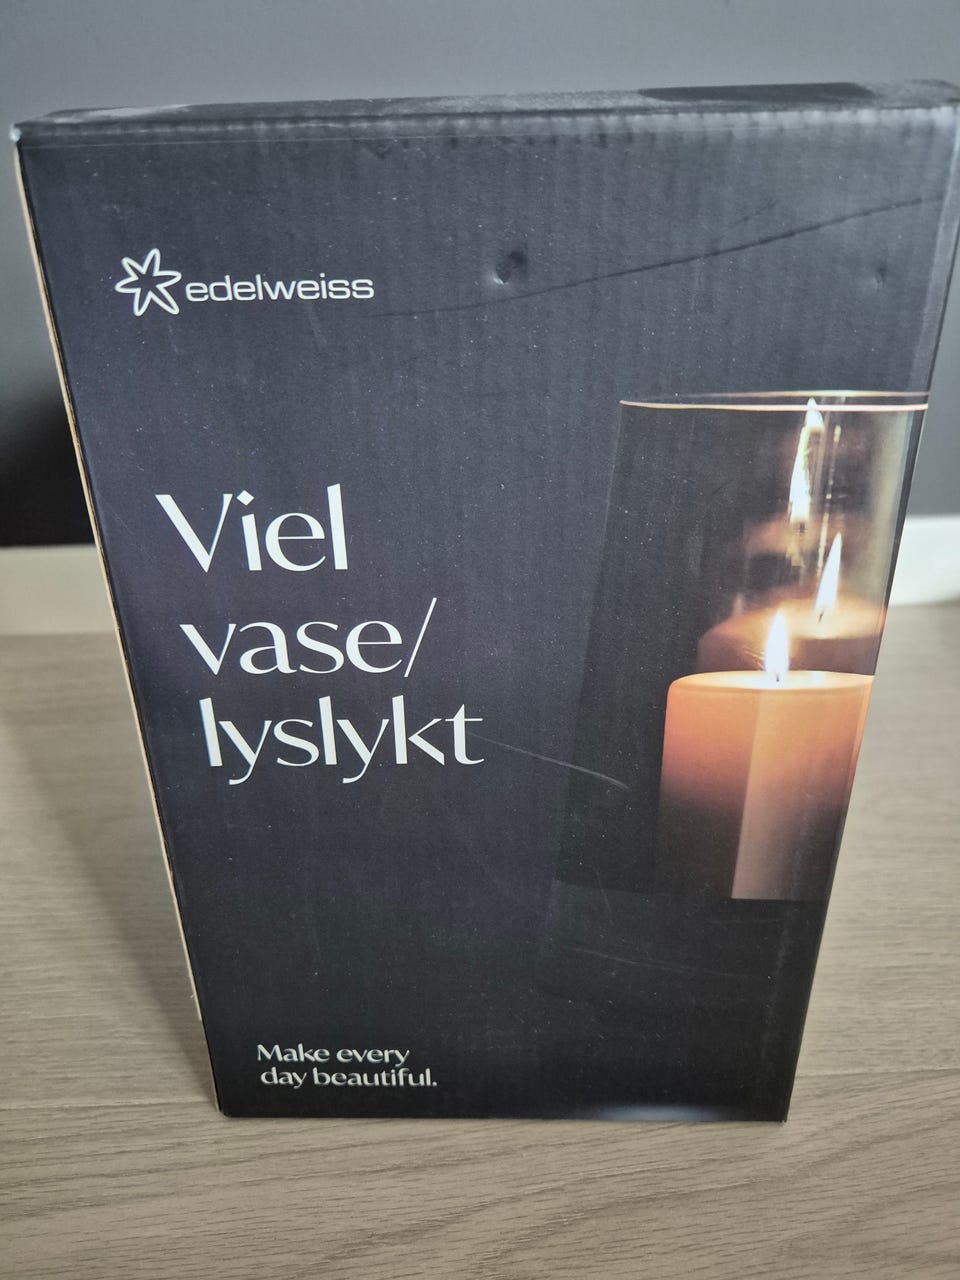 edelweiss
Viel
vase/
lyslykt
Make every
day beautiful.